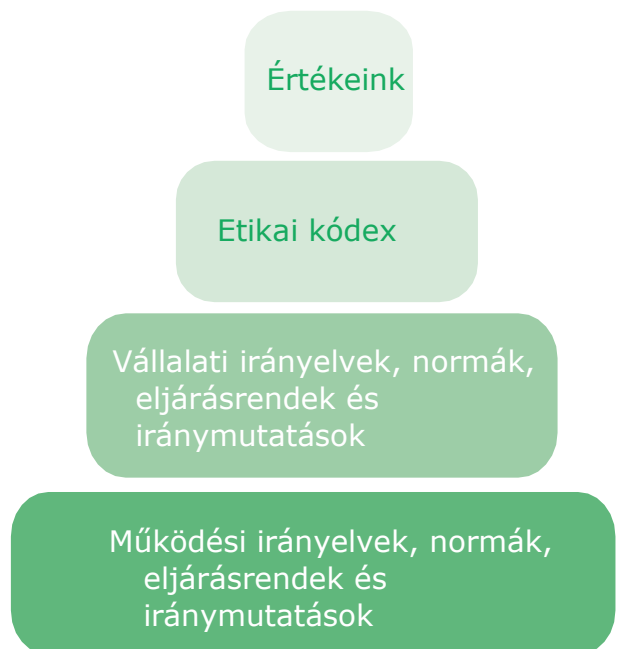 Értékeink
Etikai kódex
Vállalati irányelvek, normák,
eljárásrendek és
iránymutatások
Működési irányelvek, normák,
eljárásrendek és
iránymutatások